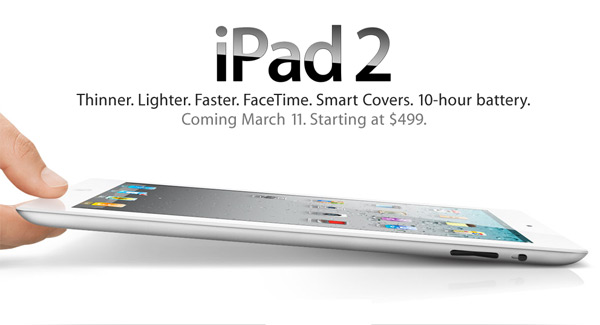 iPad 2
Thinner. Lighter. Faster. FaceTime. Smart Covers. 10-hour battery.
Coming March 11. Starting at $499.